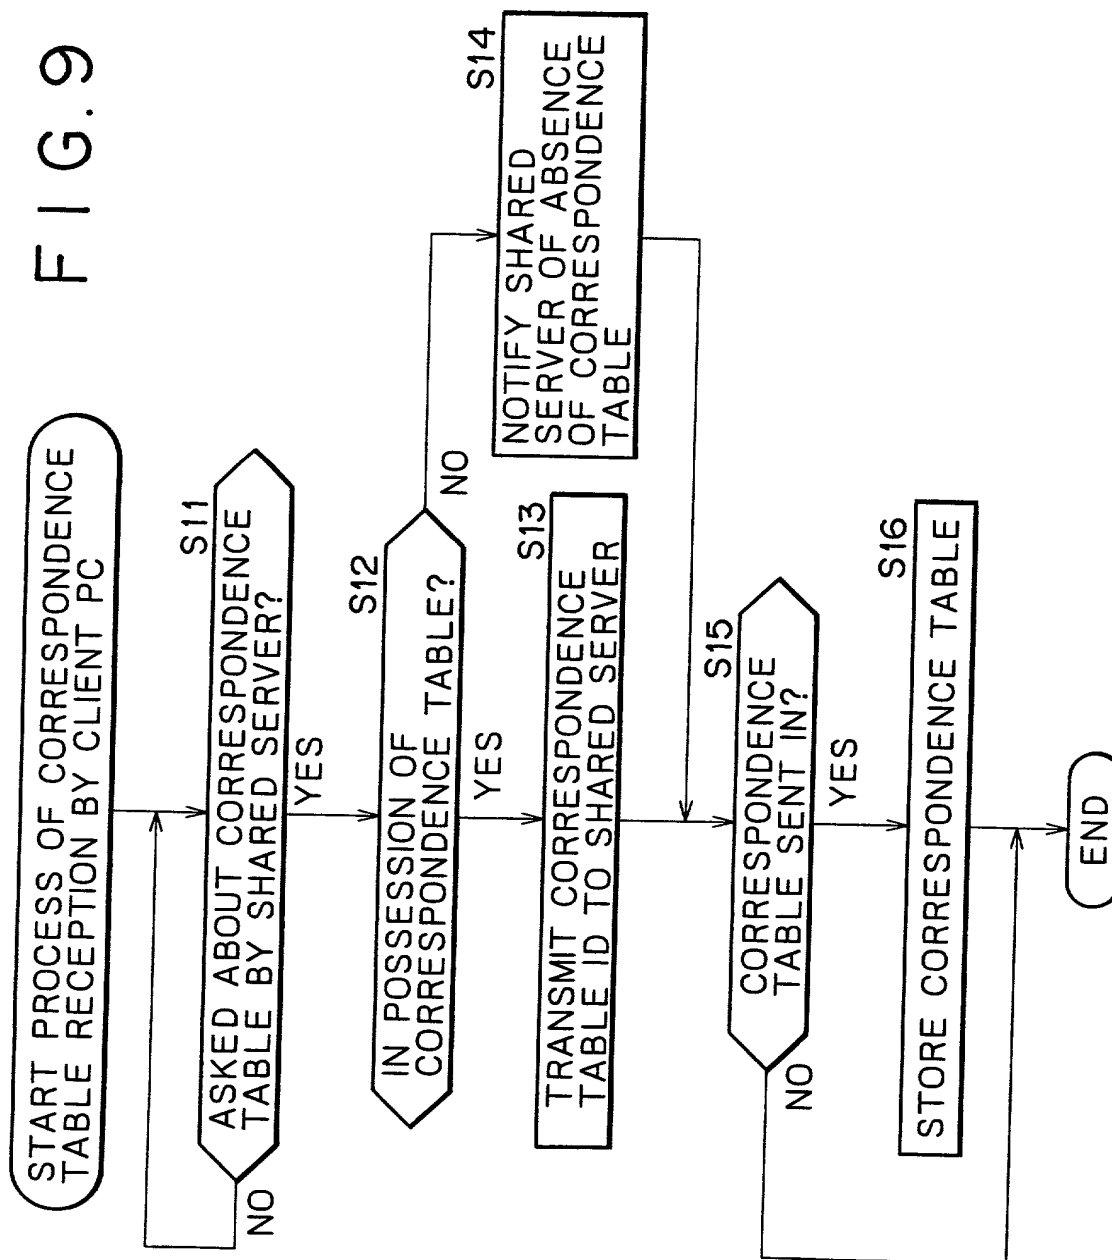 FIG.9
START PROCESS OF CORRESPONDENCE
TABLE RECEPTION BY CLIENT PC
S11
ASKED ABOUT CORRESPONDENCE
TABLE BY SHARED SERVER?
NO
YES
S12
IN POSSESSION OF
CORRESPONDENCE TABLE?
NO
YES
S13
TRANSMIT CORRESPONDENCE
TABLE ID TO SHARED SERVER
S14
NOTIFY SHARED
SERVER OF ABSENCE
OF CORRESPONDENCE
TABLE
S15
CORRESPONDENCE
TABLE SENT IN?
NO
YES
S16
STORE CORRESPONDENCE TABLE
END